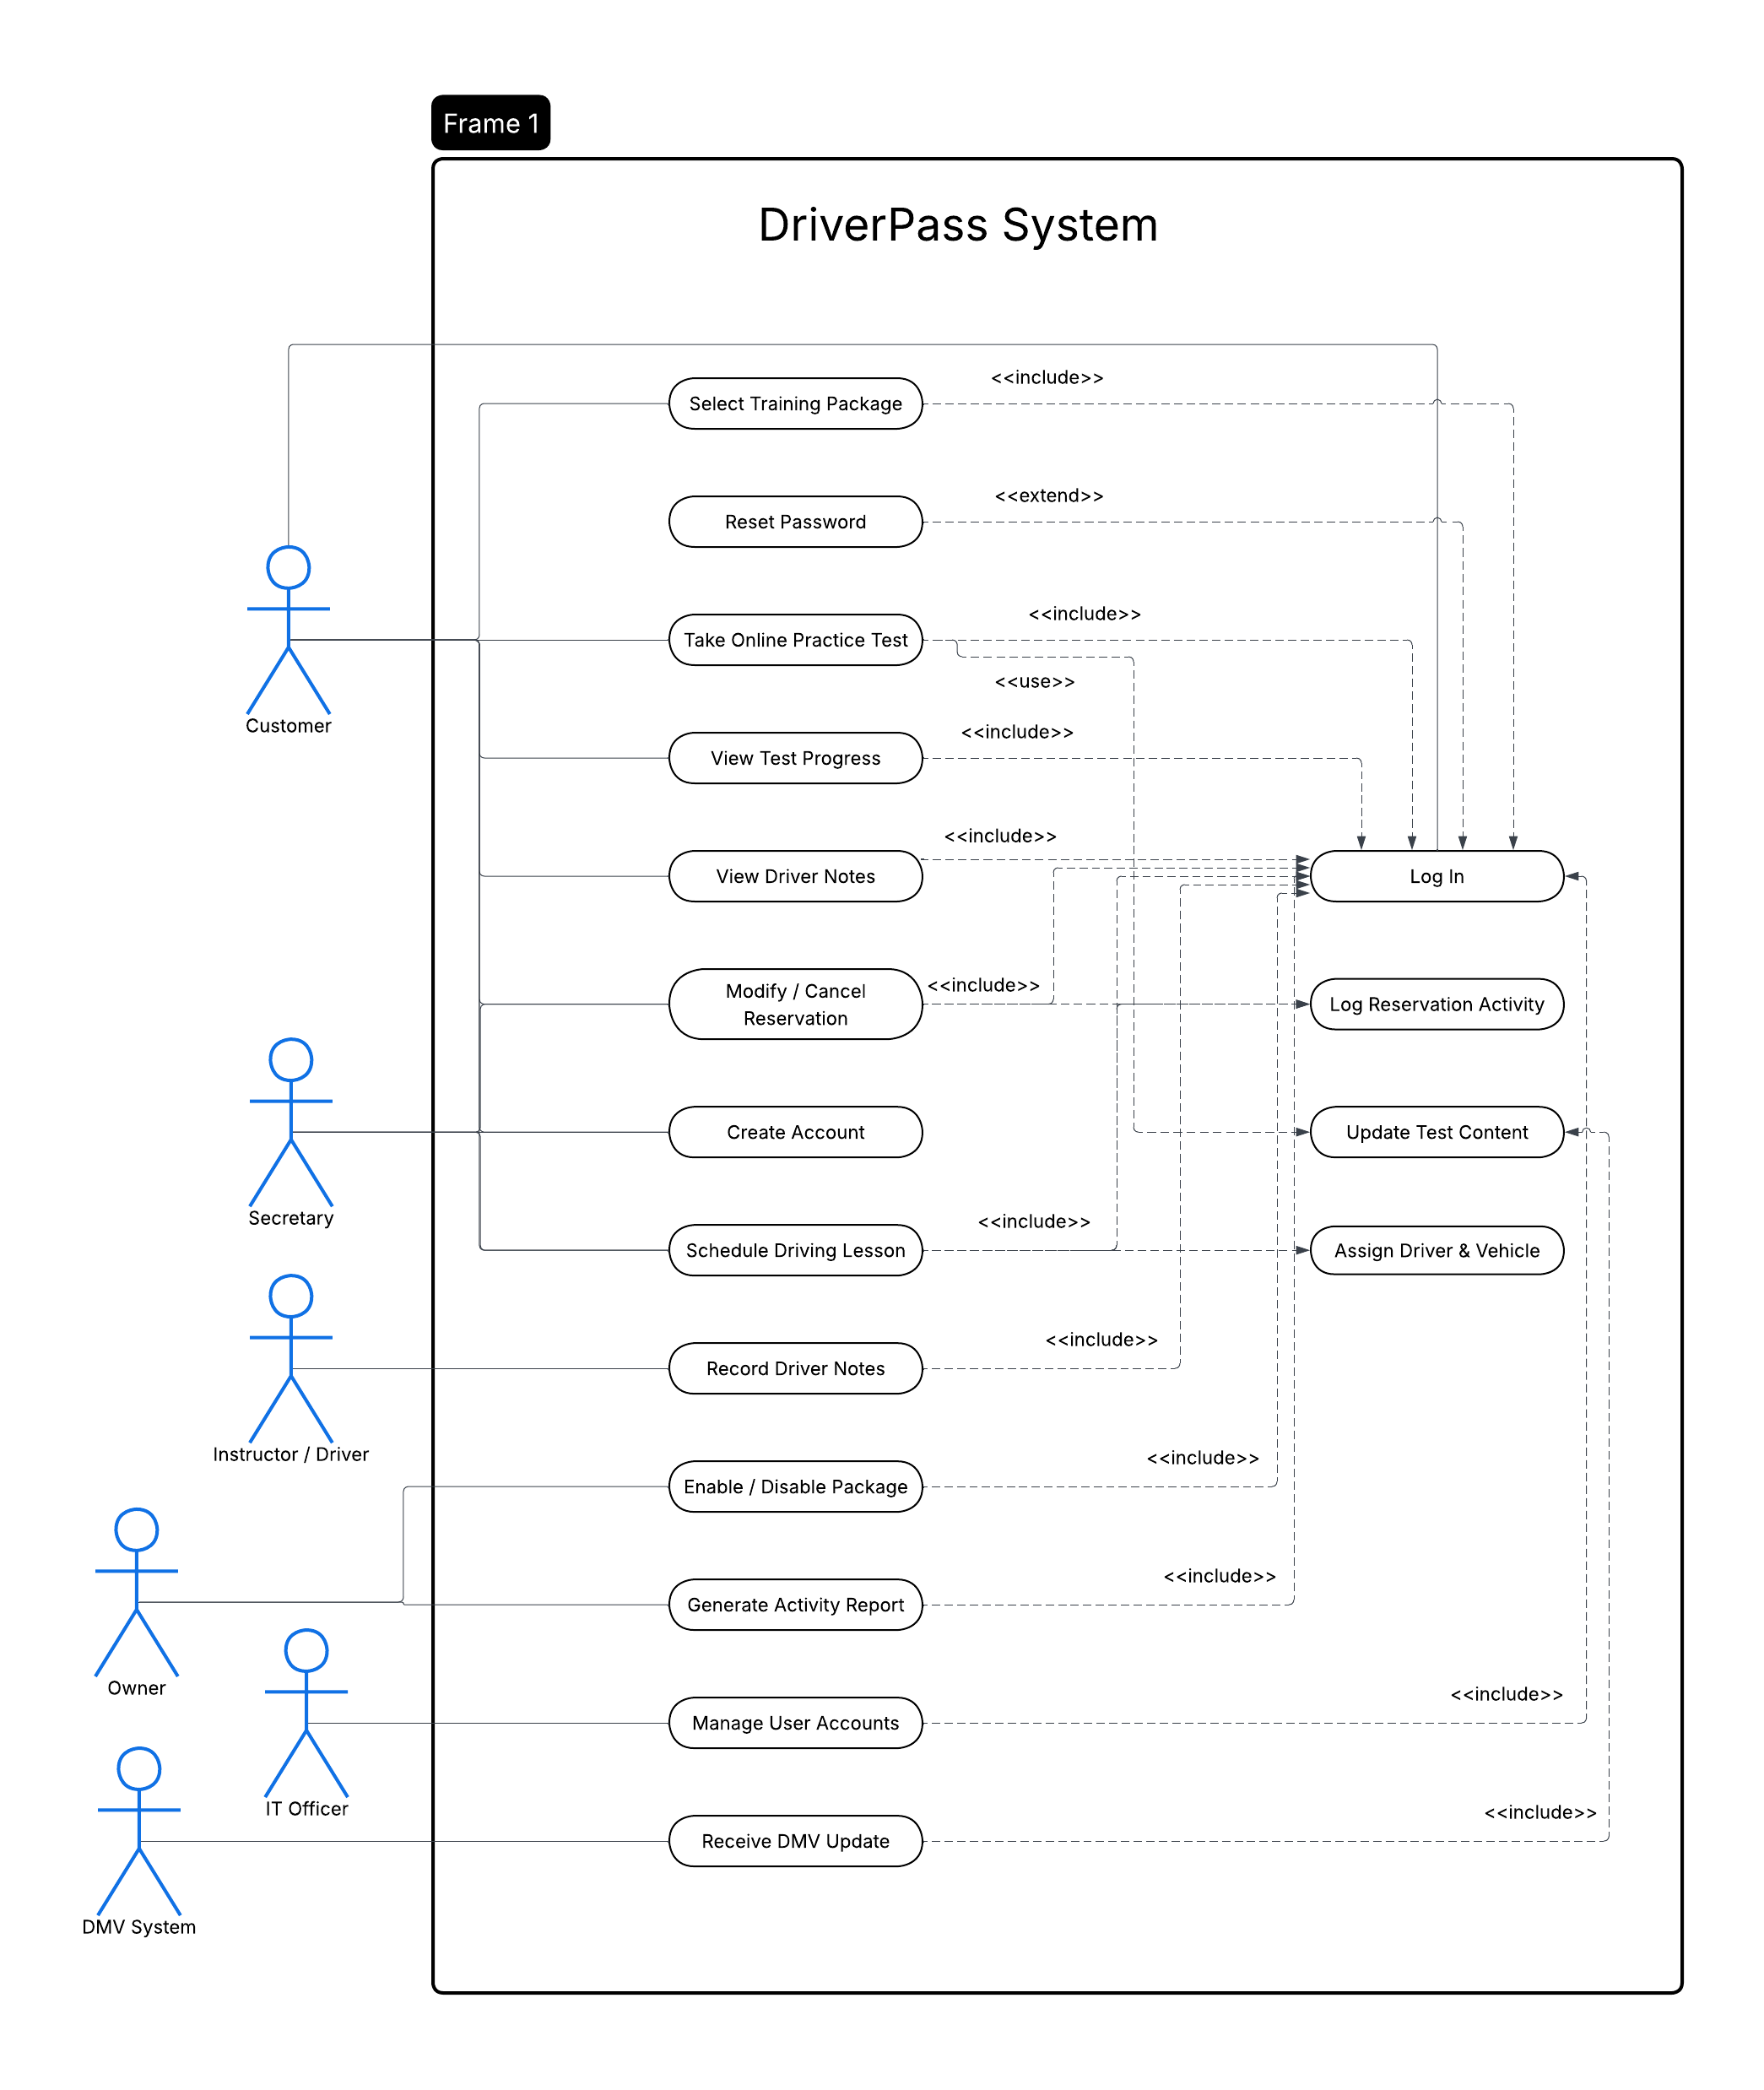 Frame 1
DriverPass System
<<include>>
Select Training Package
<<extend>>
Reset Password
<<include>>
Take Online Practice Test
<<use>>
Customer
<<include>>
View Test Progress
<<include>>
View Driver Notes
Log In
<<include>>
Modify / Cancel
Reservation
Log Reservation Activity
Create Account
Update Test Content
Secretary
<<include>>
Schedule Driving Lesson
Assign Driver & Vehicle
<<include>>
Record Driver Notes
Instructor / Driver
<<include>>
Enable / Disable Package
<<include>>
Generate Activity Report
Owner
<<include>>
Manage User Accounts
IT Officer
<<include>>
Receive DMV Update
DMV System